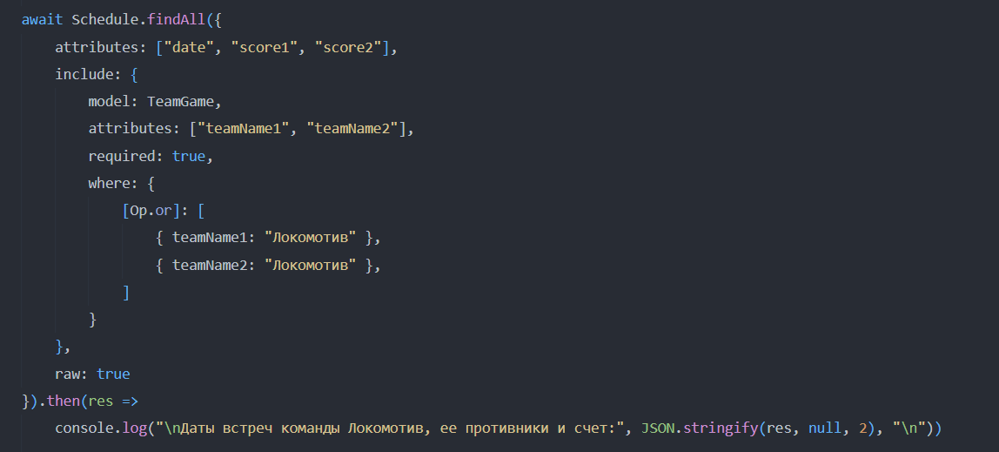 await Schedule.findAll({
    attributes: ["date", "score1", "score2"],
    include: {
        model: TeamGame,
        attributes: ["teamName1", "teamName2"],
        required: true,
        where: {
            [Op.or]: [
                { teamName1: "Локомотив" },
                { teamName2: "Локомотив" },
            ]
        }
    },
    raw: true
}).then(res =>
    console.log("\nДаты встреч команды Локомотив, ее противники и счет:", JSON.stringify(res, null, 2), "\n"))